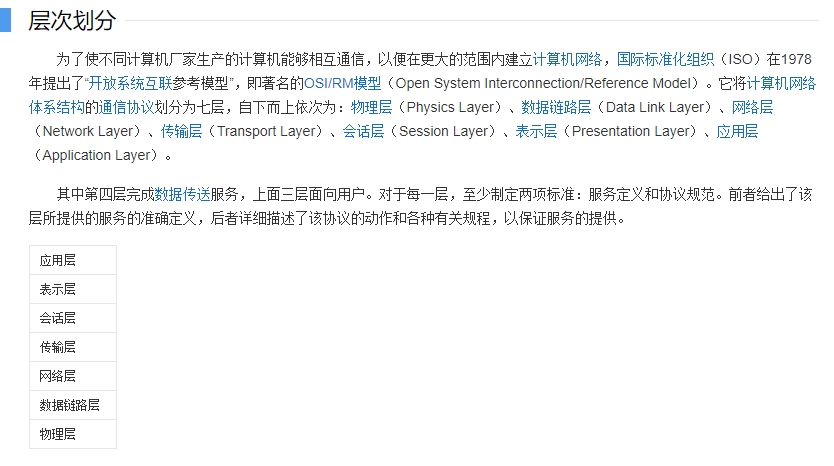 层次划分
为了使不同计算机厂家生产的计算机能够相互通信，以便在更大的范围内建立计算机网络，国际标准化组织（ISO）在1978
年提出了“开放系统互联参考模型”，即著名的OSI/RM模型（Open System Interconnection/Reference Model）。它将计算机网络
体系结构的通信协议划分为七层，自下而上依次为：物理层（Physics Layer）、数据链路层（Data Link Layer）、网络层
（Network Layer）、传输层（Transport Layer）、会话层（Session Layer）、表示层（Presentation Layer）、应用层
（Application Layer）。
其中第四层完成数据传送服务，上面三层面向用户。对于每一层，至少制定两项标准：服务定义和协议规范。前者给出了该
层所提供的服务的准确定义，后者详细描述了该协议的动作和各种有关规程，以保证服务的提供。
应用层
表示层
会话层
传输层
网络层
数据链路层
物理层